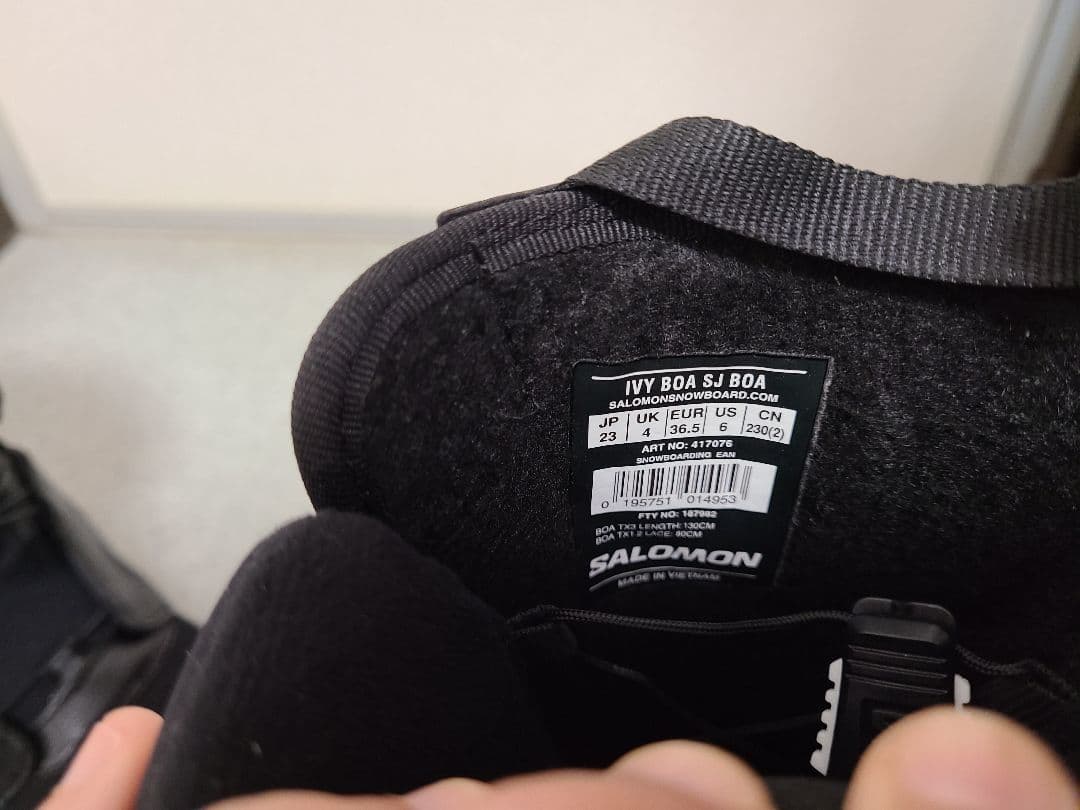 IVY BOA SJ BOA
SALOMONSNOWBOARD.COM
JP UK EUR US CN
23 4 36.5 6 230(2)
ART NO: 417076
SNOWBOARDING EAN
0 195751 014953
FTY NO: 187982
BOA TX3 LENGTH: 130CM
BOA TX1.2 LACE: 80CM
SALOMON
MADE IN VIETNAM